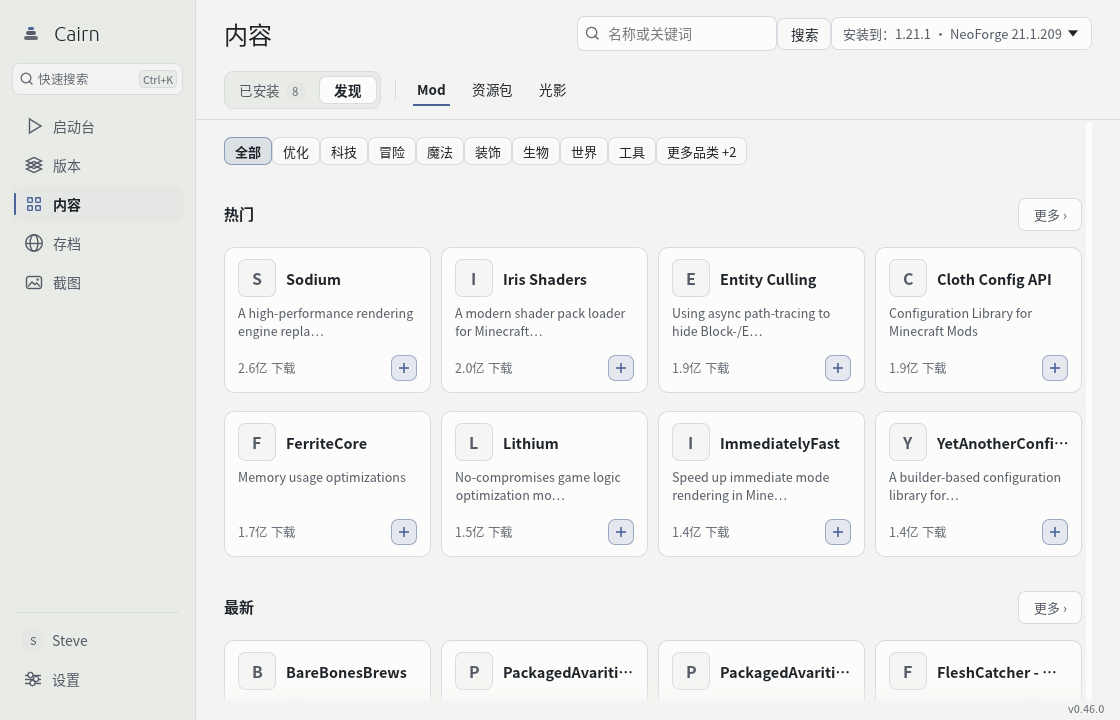 Cairn
快速搜索 Ctrl+K
启动台
版本
内容
存档
截图
S Steve
设置
内容
名称或关键词
搜索
安装到： 1.21.1 · NeoForge 21.1.209
已安装 8
发现
Mod
资源包
光影
全部
优化
科技
冒险
魔法
装饰
生物
世界
工具
更多品类 +2
热门
更多 ›
S Sodium
A high-performance rendering
engine repla…
2.6亿 下载
I Iris Shaders
A modern shader pack loader
for Minecraft…
2.0亿 下载
E Entity Culling
Using async path-tracing to
hide Block-/E…
1.9亿 下载
C Cloth Config API
Configuration Library for
Minecraft Mods
1.9亿 下载
F FerriteCore
Memory usage optimizations
1.7亿 下载
L Lithium
No-compromises game logic
optimization mo…
1.5亿 下载
I ImmediatelyFast
Speed up immediate mode
rendering in Mine…
1.4亿 下载
Y YetAnotherConfi…
A builder-based configuration
library for…
1.4亿 下载
最新
更多 ›
B BareBonesBrews
P PackagedAvariti…
P PackagedAvariti…
F FleshCatcher - …
v0.46.0